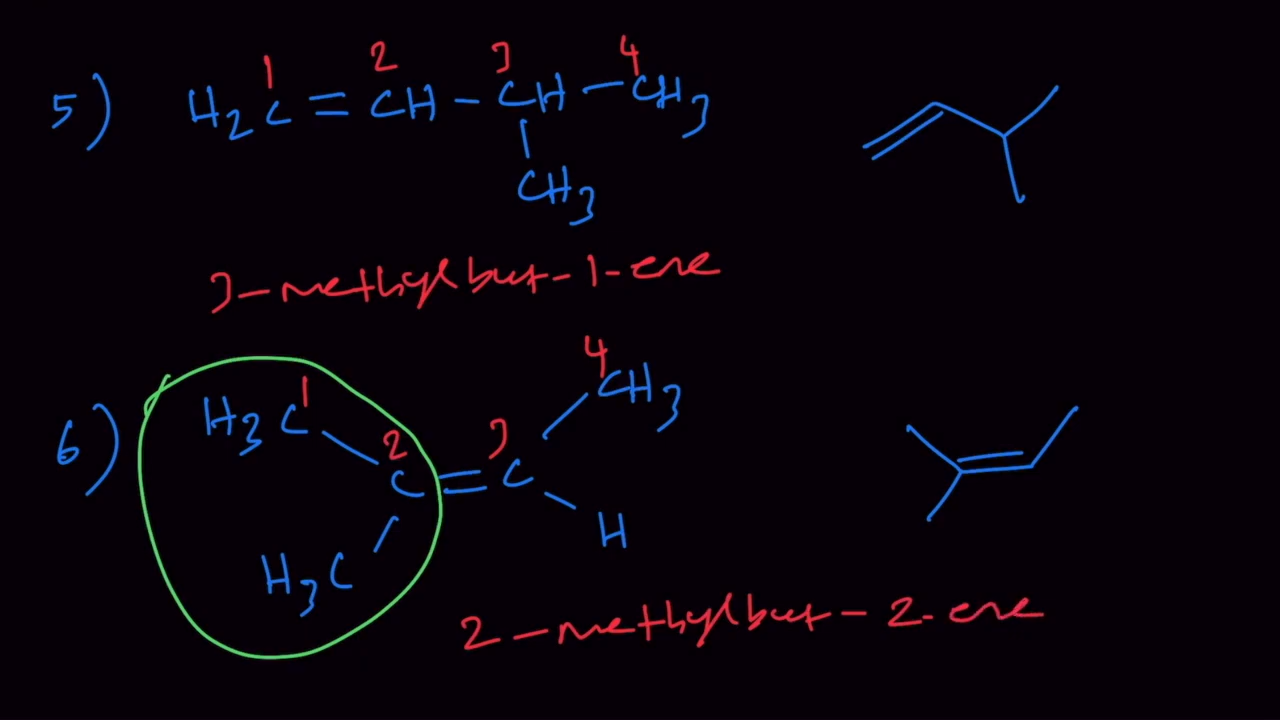 1 2 3 4
5) H2C = CH - CH - CH3
CH3
3-methylbut-1-ene
4
CH3
1
H3C
2 3
6) C = C
H
H3C
2-methylbut-2-ene